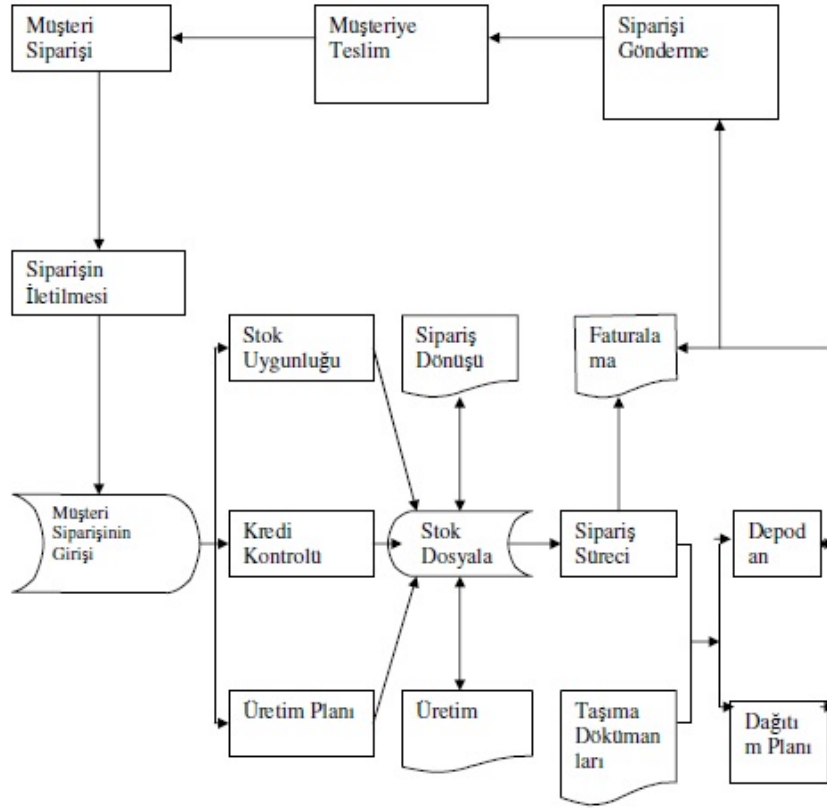 Müşteri
Siparişi
Müşteriye
Teslim
Siparişi
Gönderme
Siparişin
İletilmesi
Stok
Uygunluğu
Sipariş
Dönüşü
Faturala
ma
Müşteri
Siparişinin
Girişi
Kredi
Kontrolü
Stok
Dosyala
Sipariş
Süreci
Depod
an
Üretim Planı
Üretim
Taşıma
Döküman
ları
Dağıtı
m Planı